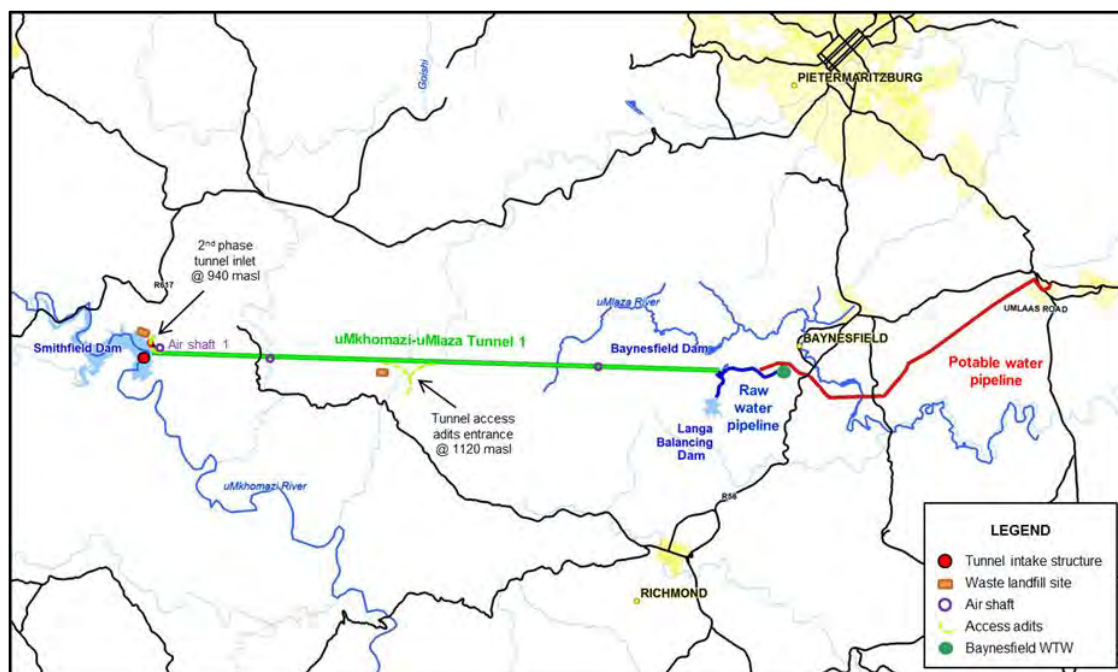 Goishi
PIETERMARITZBURG
2nd phase
tunnel inlet
@ 940 masl
R617
uMlaza River
UMLAAS ROAD
Smithfield Dam
Air shaft 1
uMkhomazi-uMlaza Tunnel 1
Baynesfield Dam
BAYNESFIELD
Potable water
pipeline
Raw
water
pipeline
Tunnel access
adits entrance
@ 1120 masl
Langa
Balancing
Dam
uMkhomazi River
R56
RICHMOND
LEGEND
Tunnel intake structure
Waste landfill site
Air shaft
Access adits
Baynesfield WTW